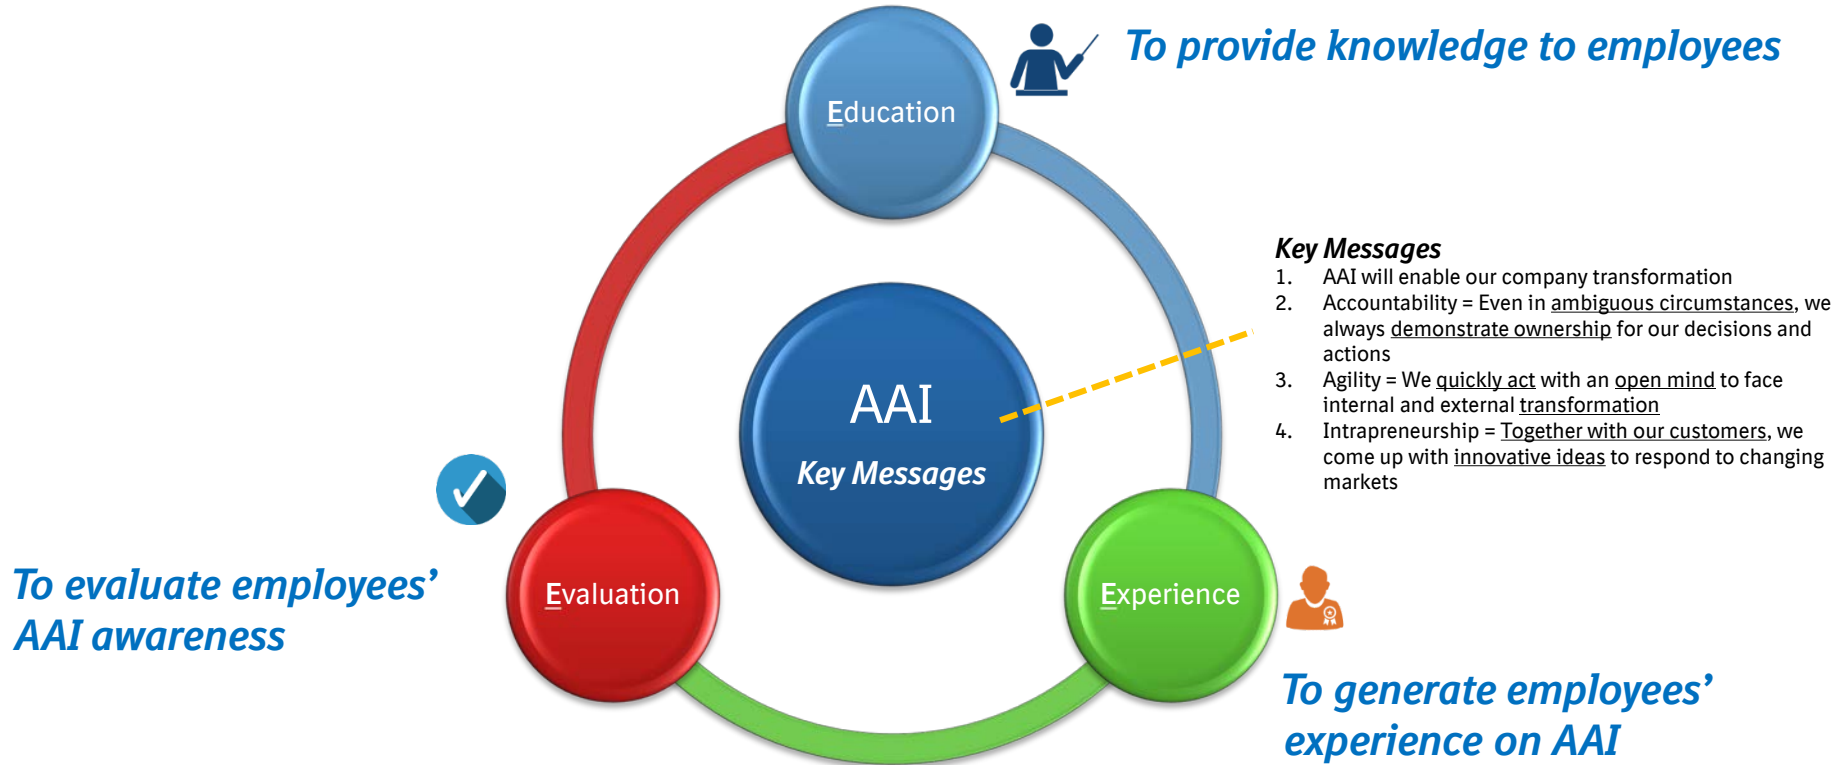 To provide knowledge to employees
Education
Key Messages
1. AAI will enable our company transformation
2. Accountability = Even in ambiguous circumstances, we
always demonstrate ownership for our decisions and
actions
3. Agility = We quickly act with an open mind to face
internal and external transformation
4. Intrapreneurship = Together with our customers, we
come up with innovative ideas to respond to changing
markets
AAI
Key Messages
To evaluate employees’
AAI awareness
Evaluation
Experience
To generate employees’
experience on AAI